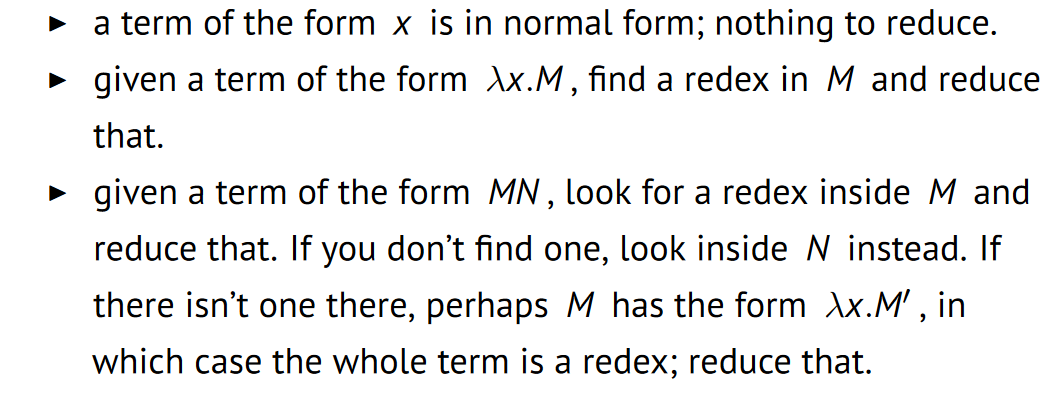 ▶ a term of the form x is in normal form; nothing to reduce.
▶ given a term of the form λx.M, find a redex in M and reduce
that.
▶ given a term of the form MN, look for a redex inside M and
reduce that. If you don’t find one, look inside N instead. If
there isn’t one there, perhaps M has the form λx.M′, in
which case the whole term is a redex; reduce that.